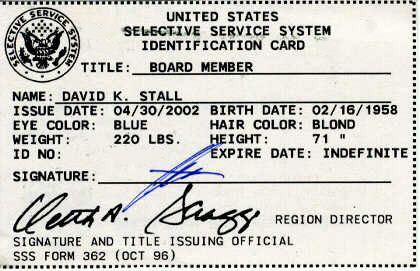 UNITED STATES
SELECTIVE SERVICE SYSTEM
IDENTIFICATION CARD
SELECTIVE SERVICE SYSTEM
TITLE: BOARD MEMBER
NAME: DAVID K. STALL
ISSUE DATE: 04/30/2002 BIRTH DATE: 02/16/1958
EYE COLOR: BLUE HAIR COLOR: BLOND
WEIGHT: 220 LBS. HEIGHT: 71 "
ID NO: EXPIRE DATE: INDEFINITE
SIGNATURE:
REGION DIRECTOR
SIGNATURE AND TITLE ISSUING OFFICIAL
SSS FORM 362 (OCT 96)